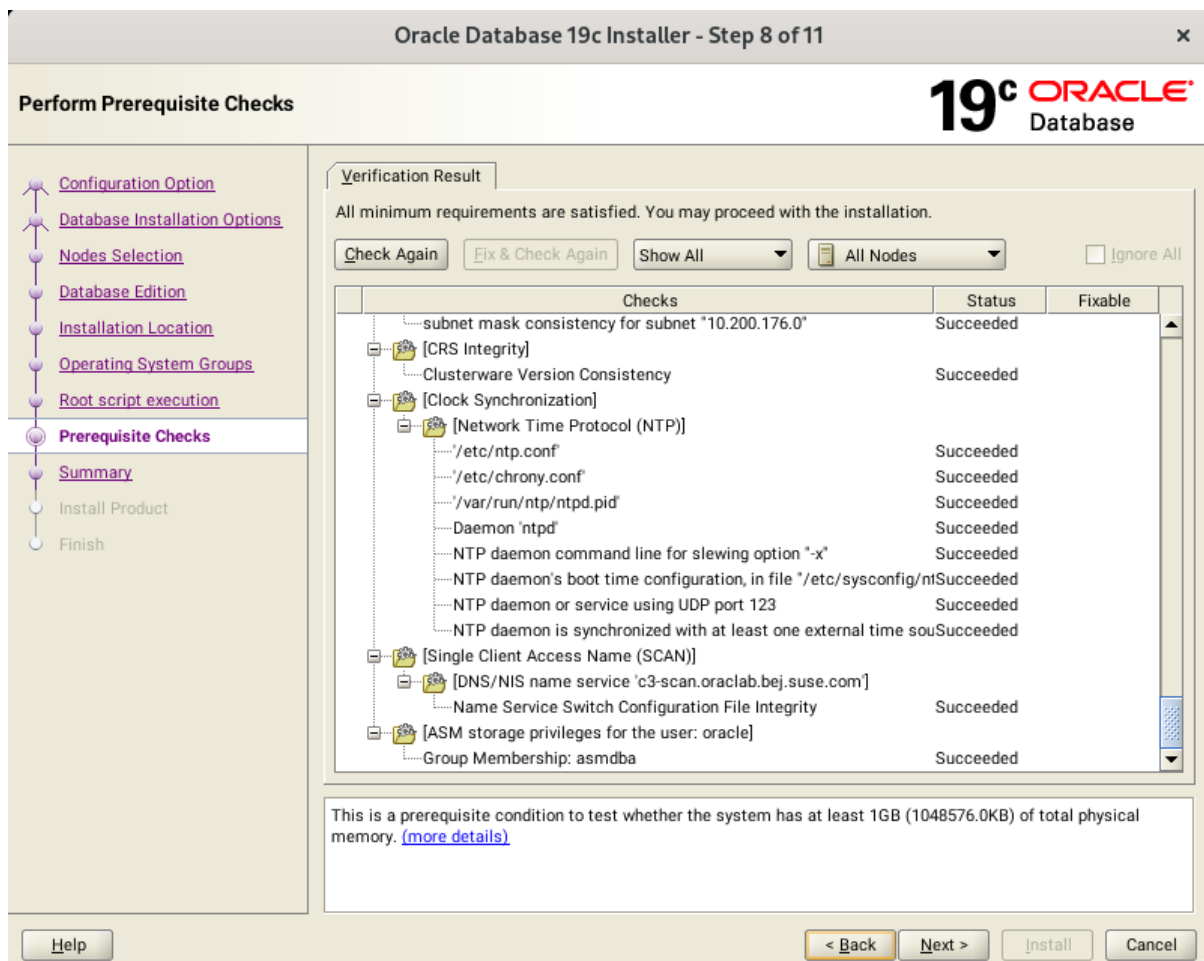 Oracle Database 19c Installer - Step 8 of 11
×
Perform Prerequisite Checks
19c ORACLE
Database
Configuration Option
Database Installation Options
Nodes Selection
Database Edition
Installation Location
Operating System Groups
Root script execution
Prerequisite Checks
Summary
Install Product
Finish
Verification Result
All minimum requirements are satisfied. You may proceed with the installation.
Check Again Fix & Check Again Show All All Nodes Ignore All
Checks Status Fixable
subnet mask consistency for subnet "10.200.176.0" Succeeded
[CRS Integrity]
Clusterware Version Consistency Succeeded
[Clock Synchronization]
[Network Time Protocol (NTP)]
'/etc/ntp.conf' Succeeded
'/etc/chrony.conf' Succeeded
'/var/run/ntp/ntpd.pid' Succeeded
Daemon 'ntpd' Succeeded
NTP daemon command line for slewing option "-x" Succeeded
NTP daemon's boot time configuration, in file "/etc/sysconfig/nt Succeeded
NTP daemon or service using UDP port 123 Succeeded
NTP daemon is synchronized with at least one external time sou Succeeded
[Single Client Access Name (SCAN)]
[DNS/NIS name service 'c3-scan.oraclab.bej.suse.com']
Name Service Switch Configuration File Integrity Succeeded
[ASM storage privileges for the user: oracle]
Group Membership: asmdba Succeeded
This is a prerequisite condition to test whether the system has at least 1GB (1048576.0KB) of total physical
memory. (more details)
Help < Back Next > Install Cancel